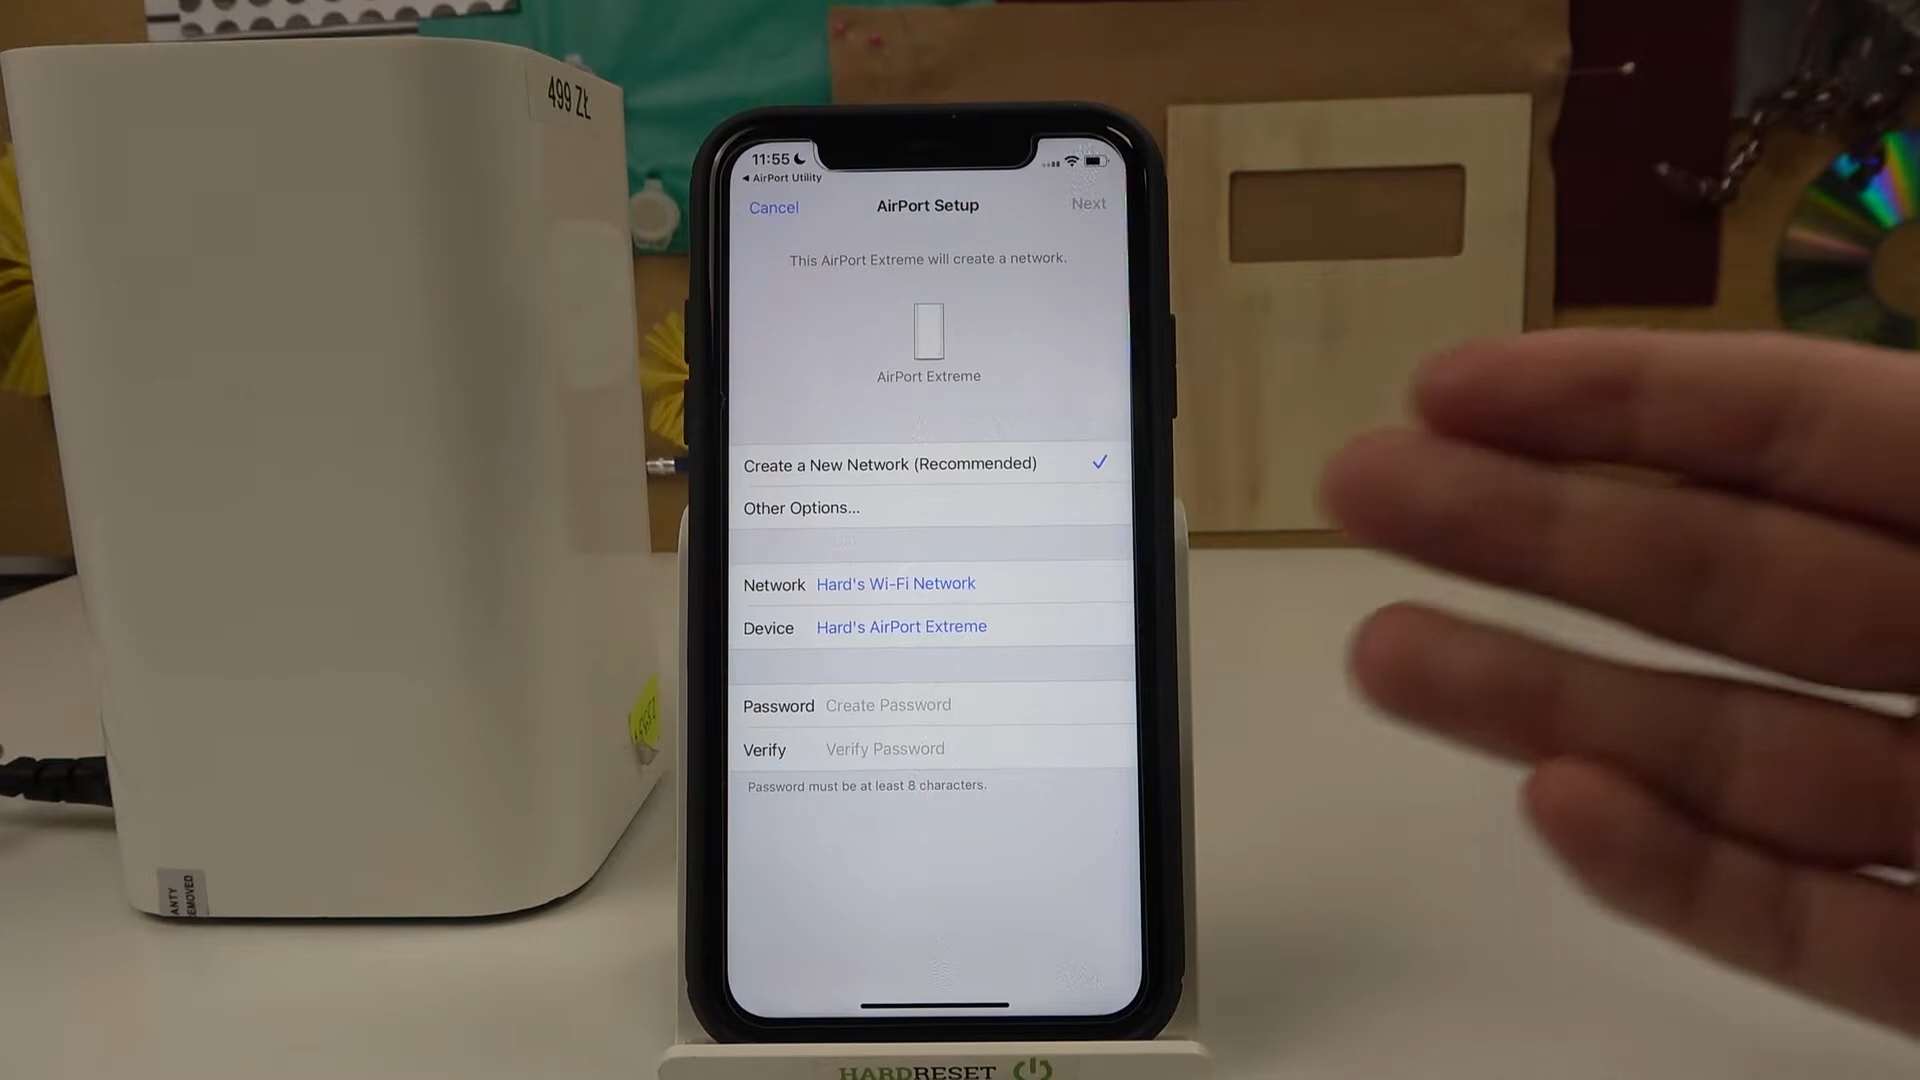 499 ZŁ
11:55
◀ AirPort Utility
Cancel
AirPort Setup
Next
This AirPort Extreme will create a network.
AirPort Extreme
Create a New Network (Recommended)
Other Options...
Network Hard's Wi-Fi Network
Device Hard's AirPort Extreme
Password Create Password
Verify Verify Password
Password must be at least 8 characters.
ANTY
EMOVED
HARDRESET